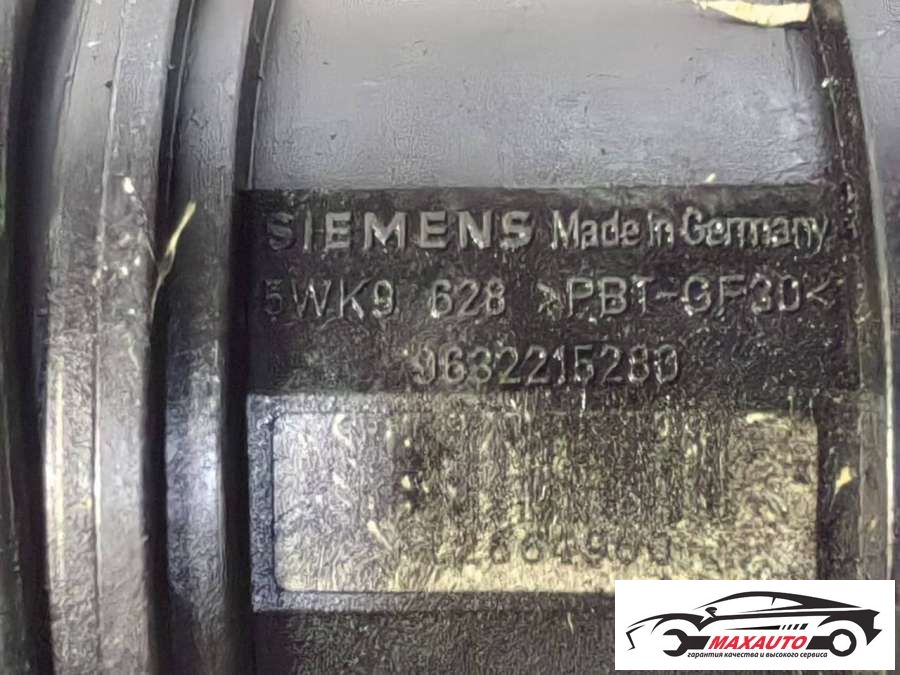 SIEMENS Made in Germany
5WK9 628 >PBT-GF30<
9632215280
MAXAUTO
гарантия качества и высокого сервиса